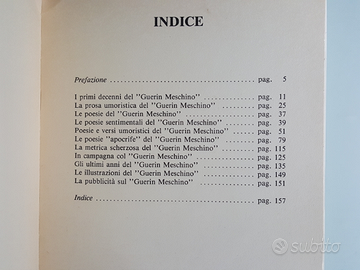 INDICE
Prefazione . . . . . . . . . . . . . . . . . . . . . . . . . . . . pag. 5
I primi decenni del "Guerin Meschino" . . . . . . . . . . pag. 11
La prosa umoristica del "Guerin Meschino" . . . . . . . . pag. 25
Le poesie del "Guerin Meschino" . . . . . . . . . . . . . pag. 37
Le poesie sentimentali del "Guerin Meschino" . . . . . . pag. 39
Poesie e versi umoristici del "Guerin Meschino" . . . . . pag. 51
Le poesie "apocrife" del "Guerin Meschino" . . . . . . . pag. 79
La metrica scherzosa del "Guerin Meschino" . . . . . . . pag. 115
In campagna col "Guerin Meschino" . . . . . . . . . . . . pag. 125
Gli ultimi anni del "Guerin Meschino" . . . . . . . . . . pag. 135
Le illustrazioni del "Guerin Meschino" . . . . . . . . . pag. 149
La pubblicità sul "Guerin Meschino" . . . . . . . . . . . pag. 151
Indice . . . . . . . . . . . . . . . . . . . . . . . . . . . . . pag. 157
subito.it